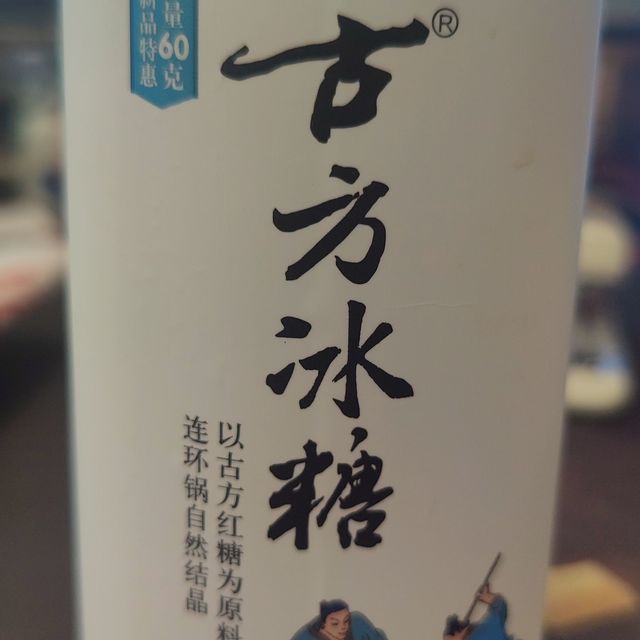 量60克
新品特惠
古方冰糖®
以古方红糖为原料
连环锅自然结晶